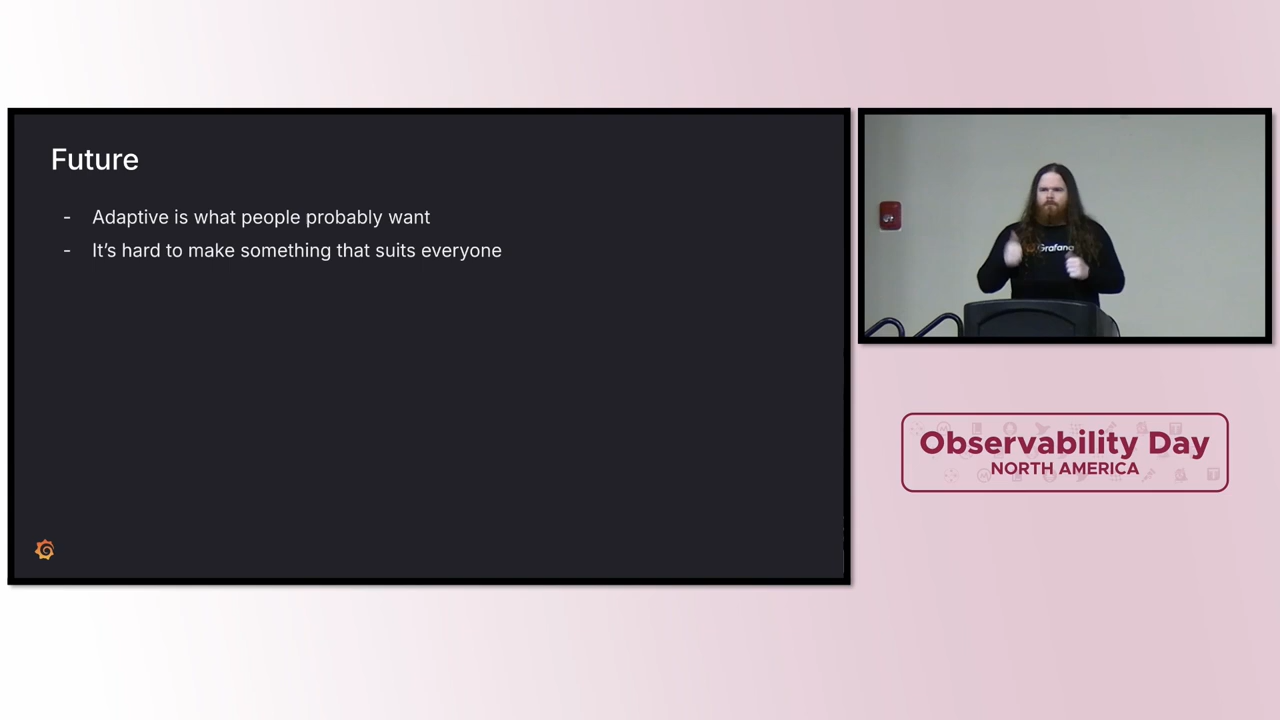 Future
- Adaptive is what people probably want
- It’s hard to make something that suits everyone
Grafana
Observability Day
NORTH AMERICA